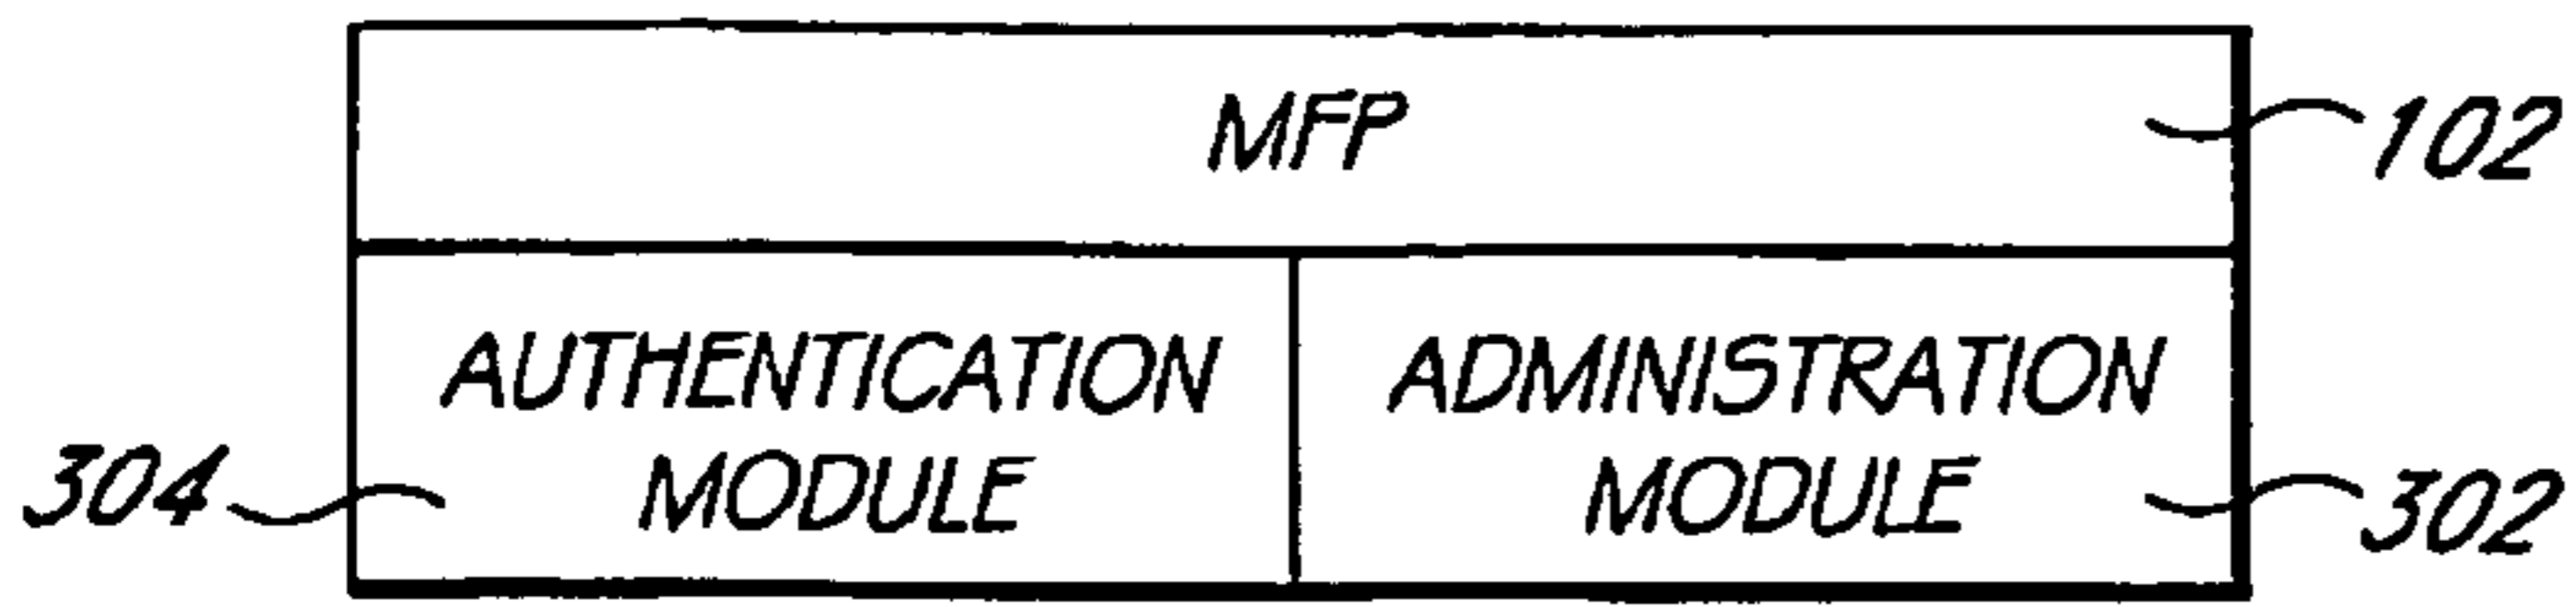 MFP
102
AUTHENTICATION
MODULE
ADMINISTRATION
MODULE
304
302